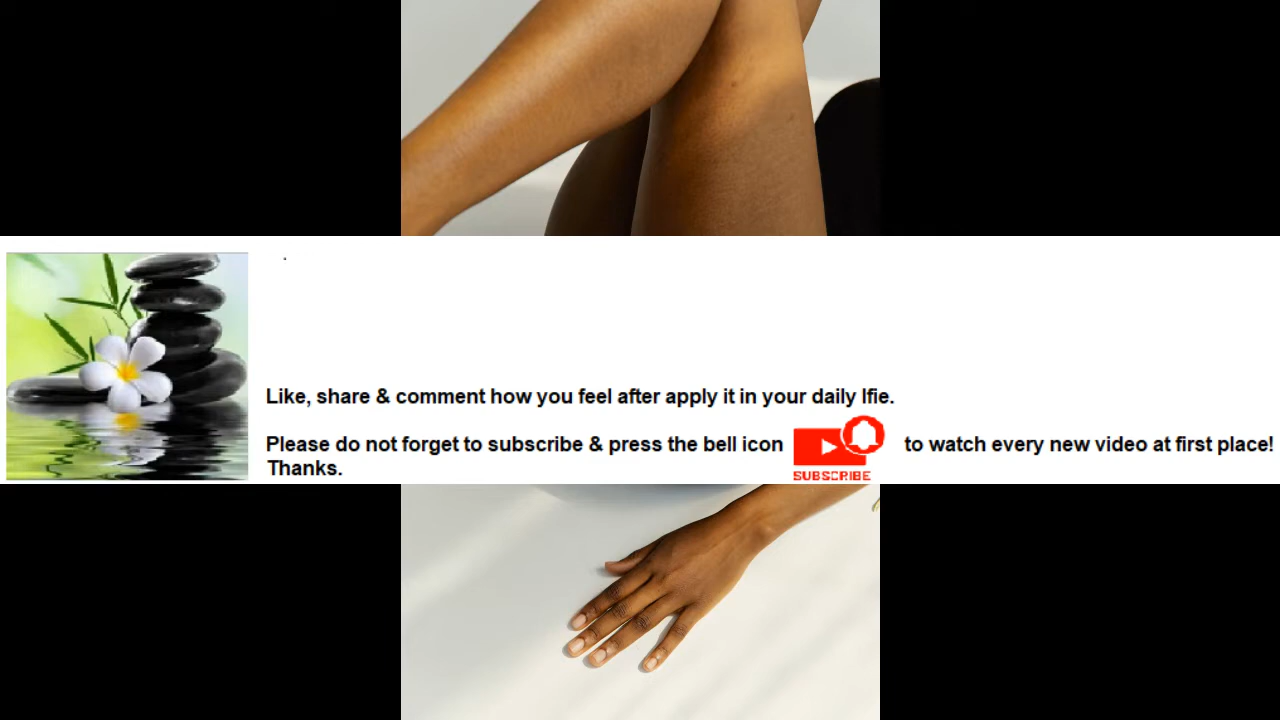 Like, share & comment how you feel after apply it in your daily lfie.
Please do not forget to subscribe & press the bell icon to watch every new video at first place!
SUBSCRIBE
Thanks.